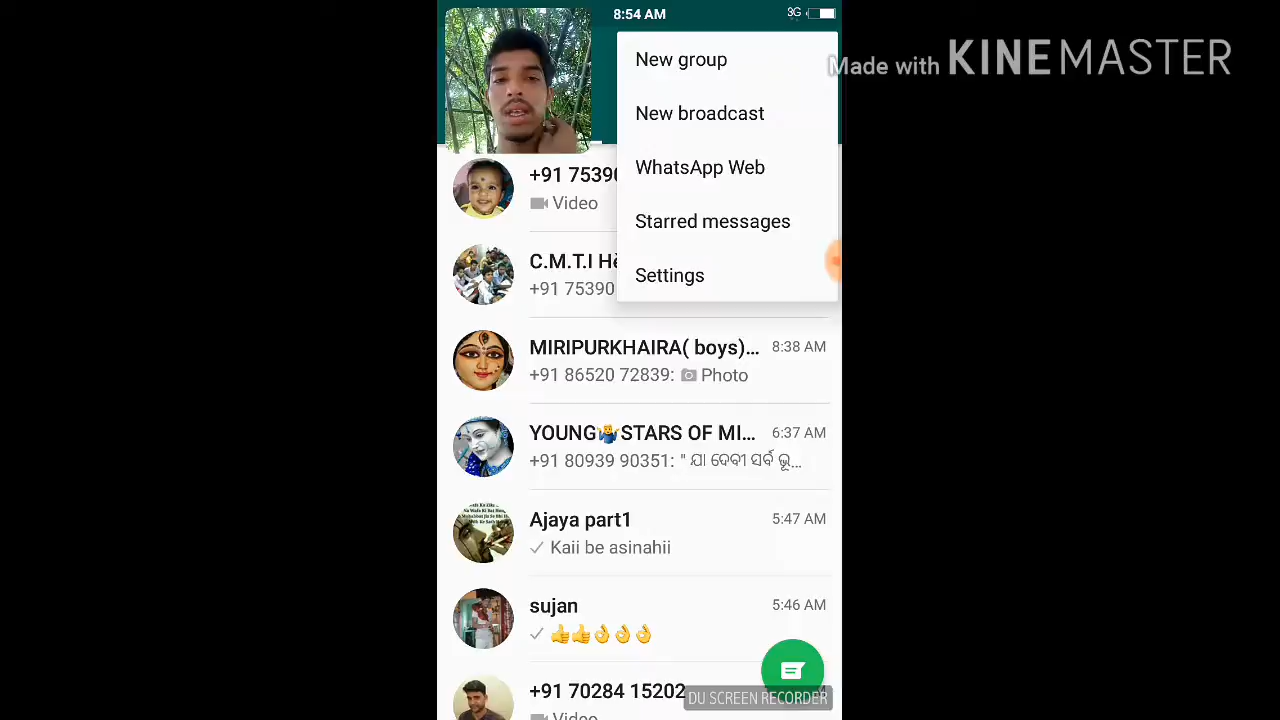 8:54 AM
3G
Made with KINEMASTER
New group
New broadcast
WhatsApp Web
Starred messages
Settings
+91 7539
Video
C.M.T.I
+91 75390
MIRIPURKHAIRA( boys)... 8:38 AM
+91 86520 72839: Photo
YOUNG🤷STARS OF MI... 6:37 AM
+91 80939 90351: " ଯା ଦେବୀ ସର୍ବ ଭୂ...
Ajaya part1 5:47 AM
Kaii be asinahii
sujan 5:46 AM
👍👍👌👌👌
+91 70284 15202
Video
DU SCREEN RECORDER